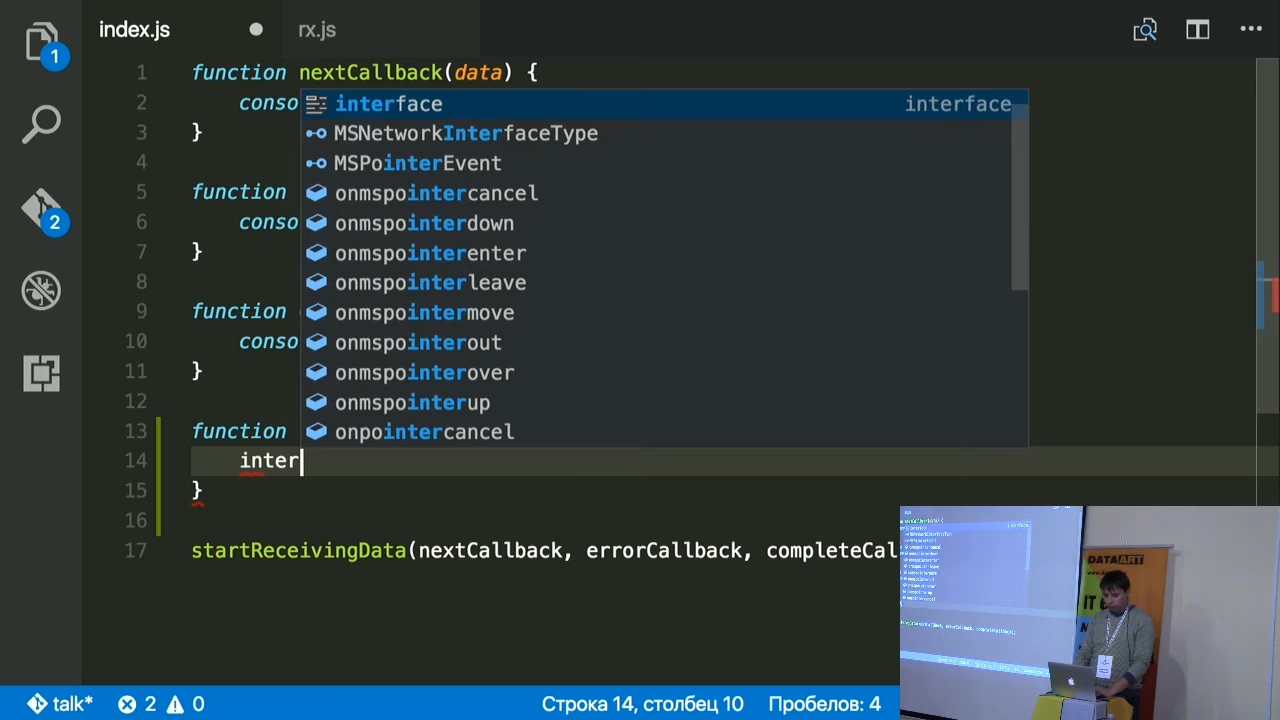 index.js
rx.js
1
1 function nextCallback(data) {
2 conso
3 }
4
2
5 function
6 conso
7 }
8
9 function
10 conso
11 }
12
13 function
14 inter
15 }
16
17 startReceivingData(nextCallback, errorCallback, completeCal
interface interface
MSNetworkInterfaceType
MSPointerEvent
onmspointercancel
onmspointerdown
onmspointerenter
onmspointerleave
onmspointermove
onmspointerout
onmspointerover
onmspointerup
onpointercancel
DATAART
talk* 2 0 Строка 14, столбец 10 Пробелов: 4